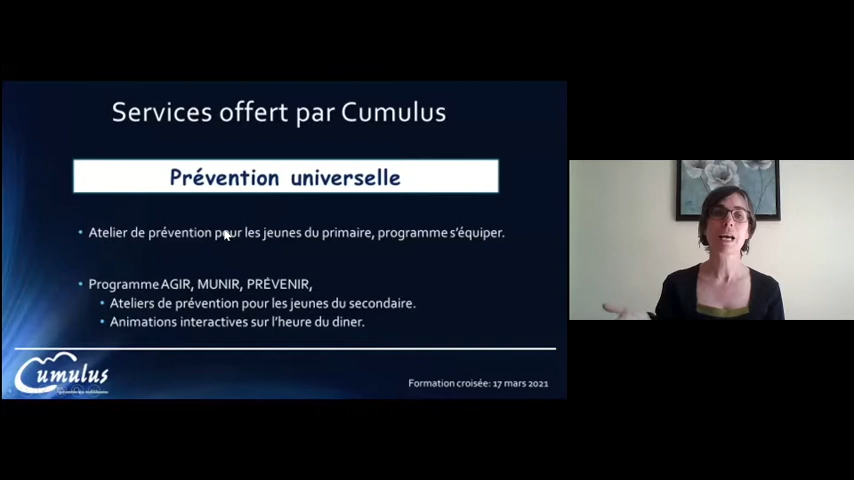 Services offert par Cumulus
Prévention universelle
• Atelier de prévention pour les jeunes du primaire, programme s'équiper.
• Programme AGIR, MUNIR, PRÉVENIR,
• Ateliers de prévention pour les jeunes du secondaire.
• Animations interactives sur l'heure du diner.
Cumulus
Formation croisée: 17 mars 2021